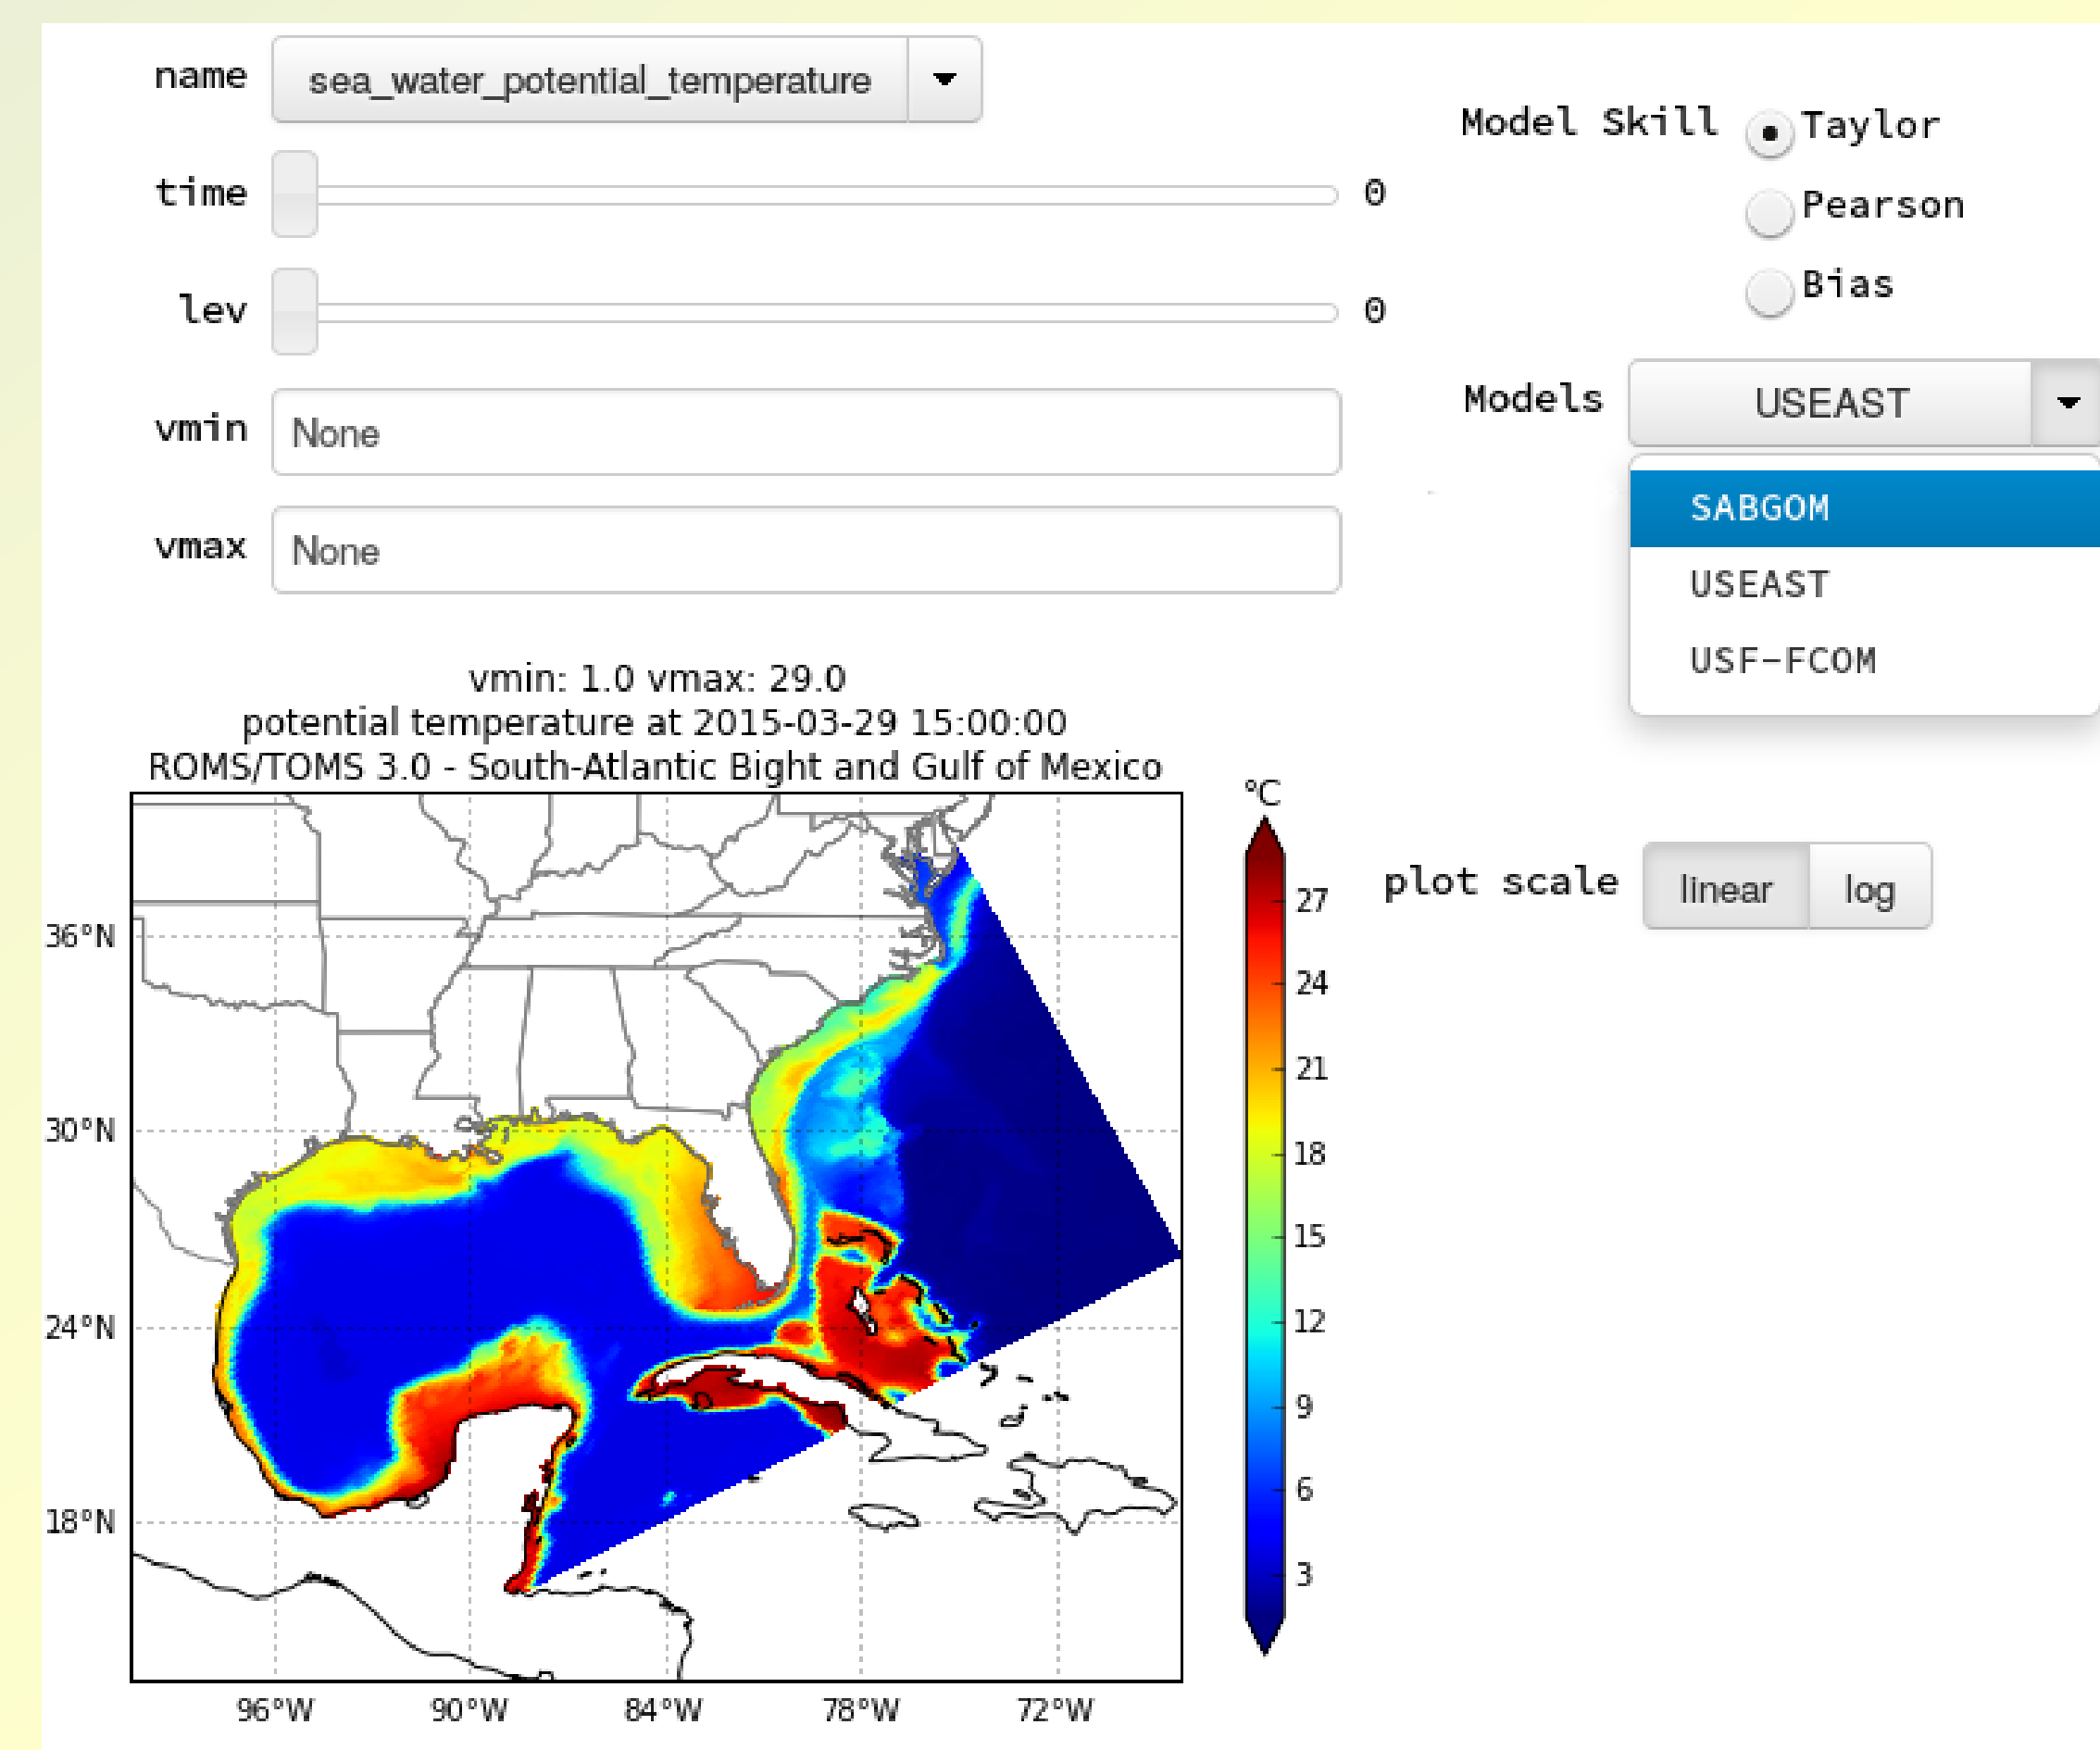 name sea_water_potential_temperature
time 0
lev 0
vmin None
vmax None
Model Skill Taylor
Pearson
Bias
Models USEAST
SABGOM
USEAST
USF-FCOM
vmin: 1.0 vmax: 29.0
potential temperature at 2015-03-29 15:00:00
ROMS/TOMS 3.0 - South-Atlantic Bight and Gulf of Mexico
36°N
30°N
24°N
18°N
96°W 90°W 84°W 78°W 72°W
°C
27
24
21
18
15
12
9
6
3
plot scale linear log